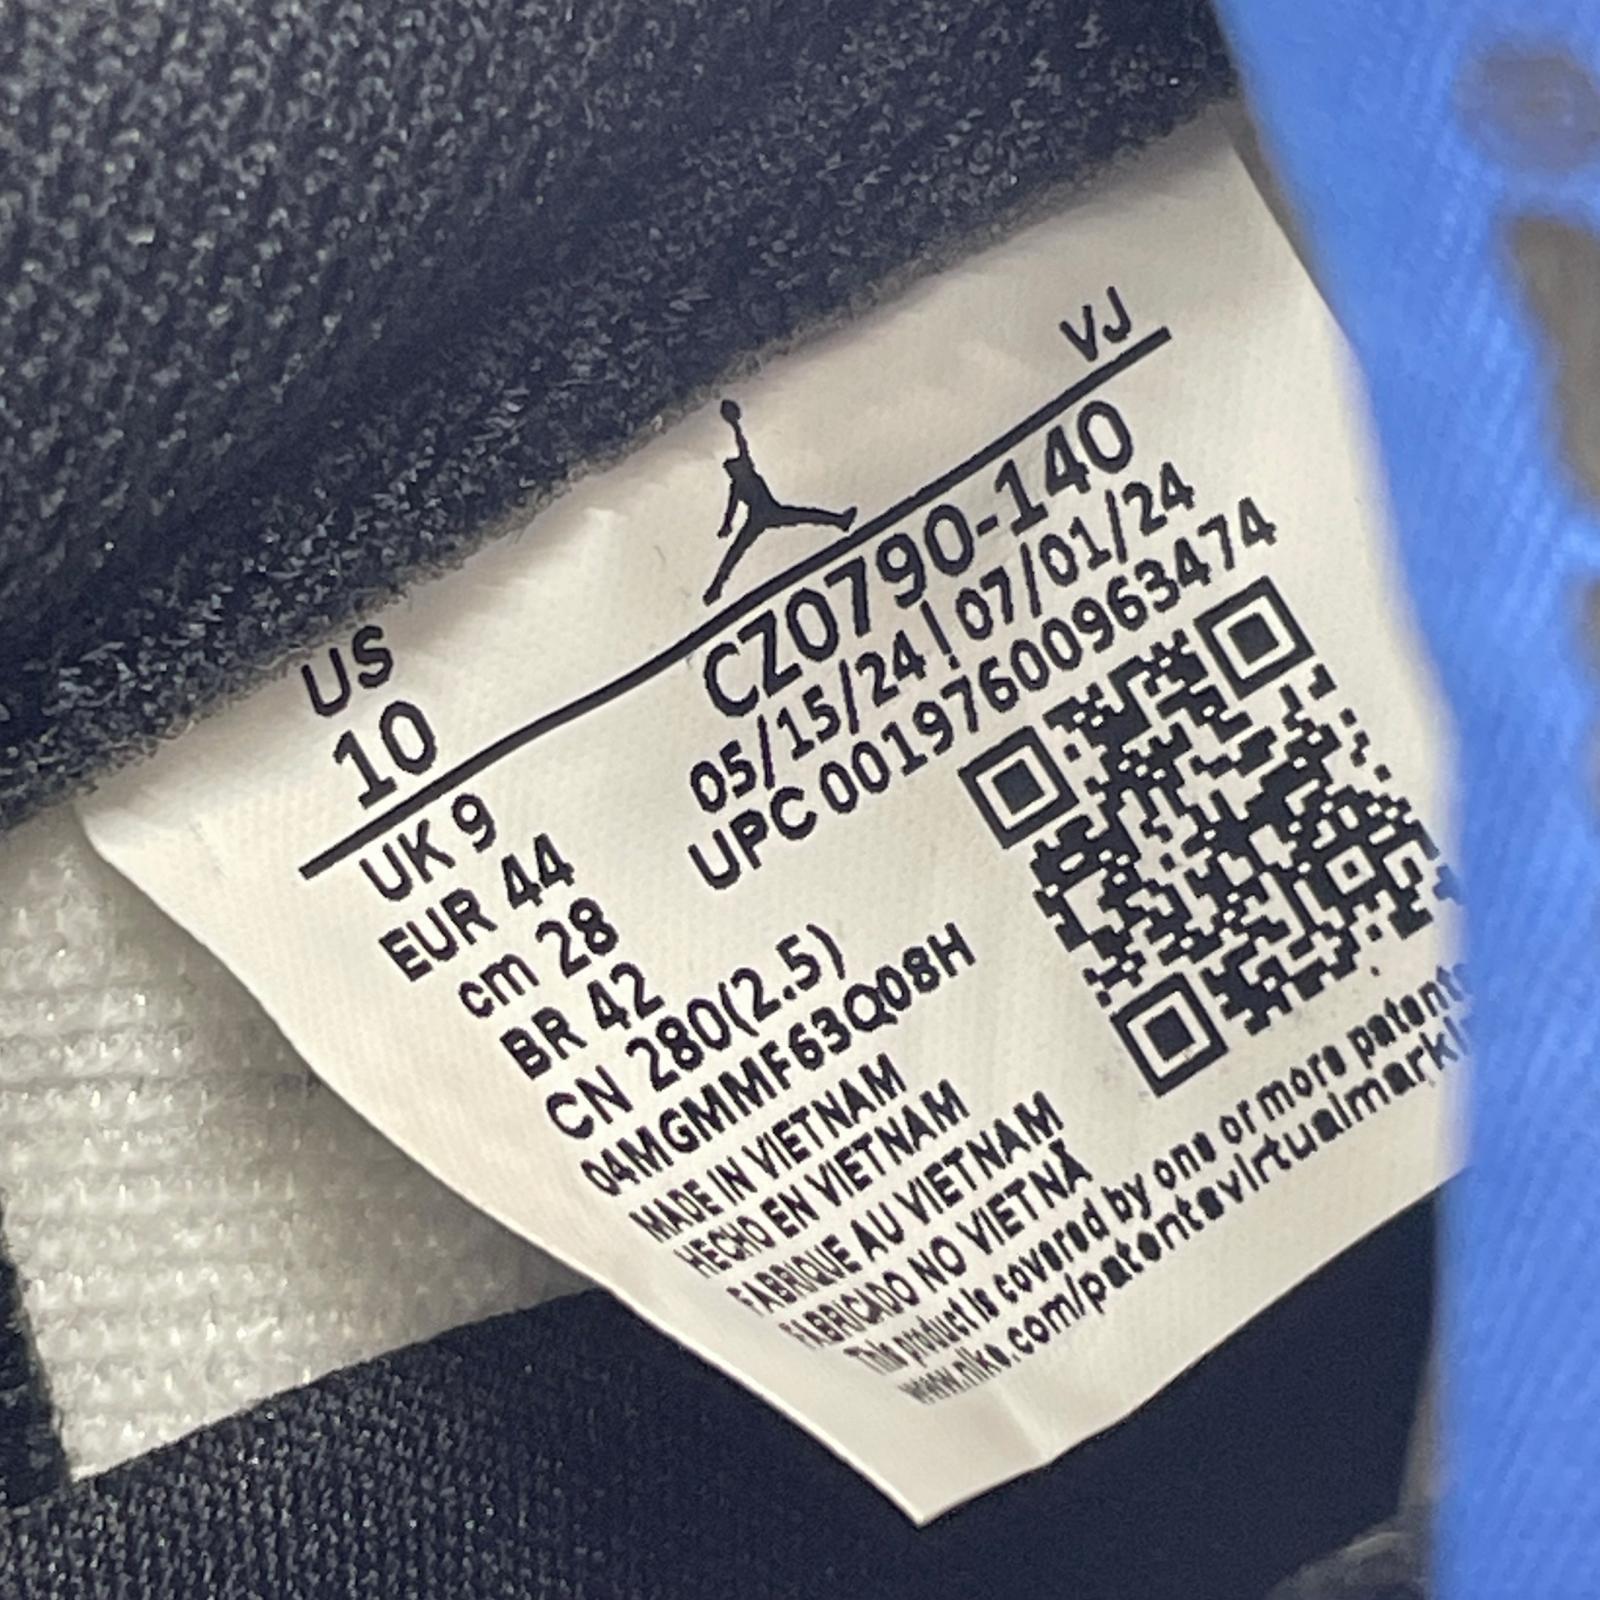 VJ
US
10
CZ0790-140
05/15/24 | 07/01/24
UPC 00197600963474
UK 9
EUR 44
cm 28
BR 42
CN 280(2.5)
04MGMMF63Q08H
MADE IN VIETNAM
HECHO EN VIETNAM
FABRIQUE AU VIETNAM
FABRICADO NO VIETNÃ
This product is covered by one or more patents
www.nike.com/patentsvirtualmarki